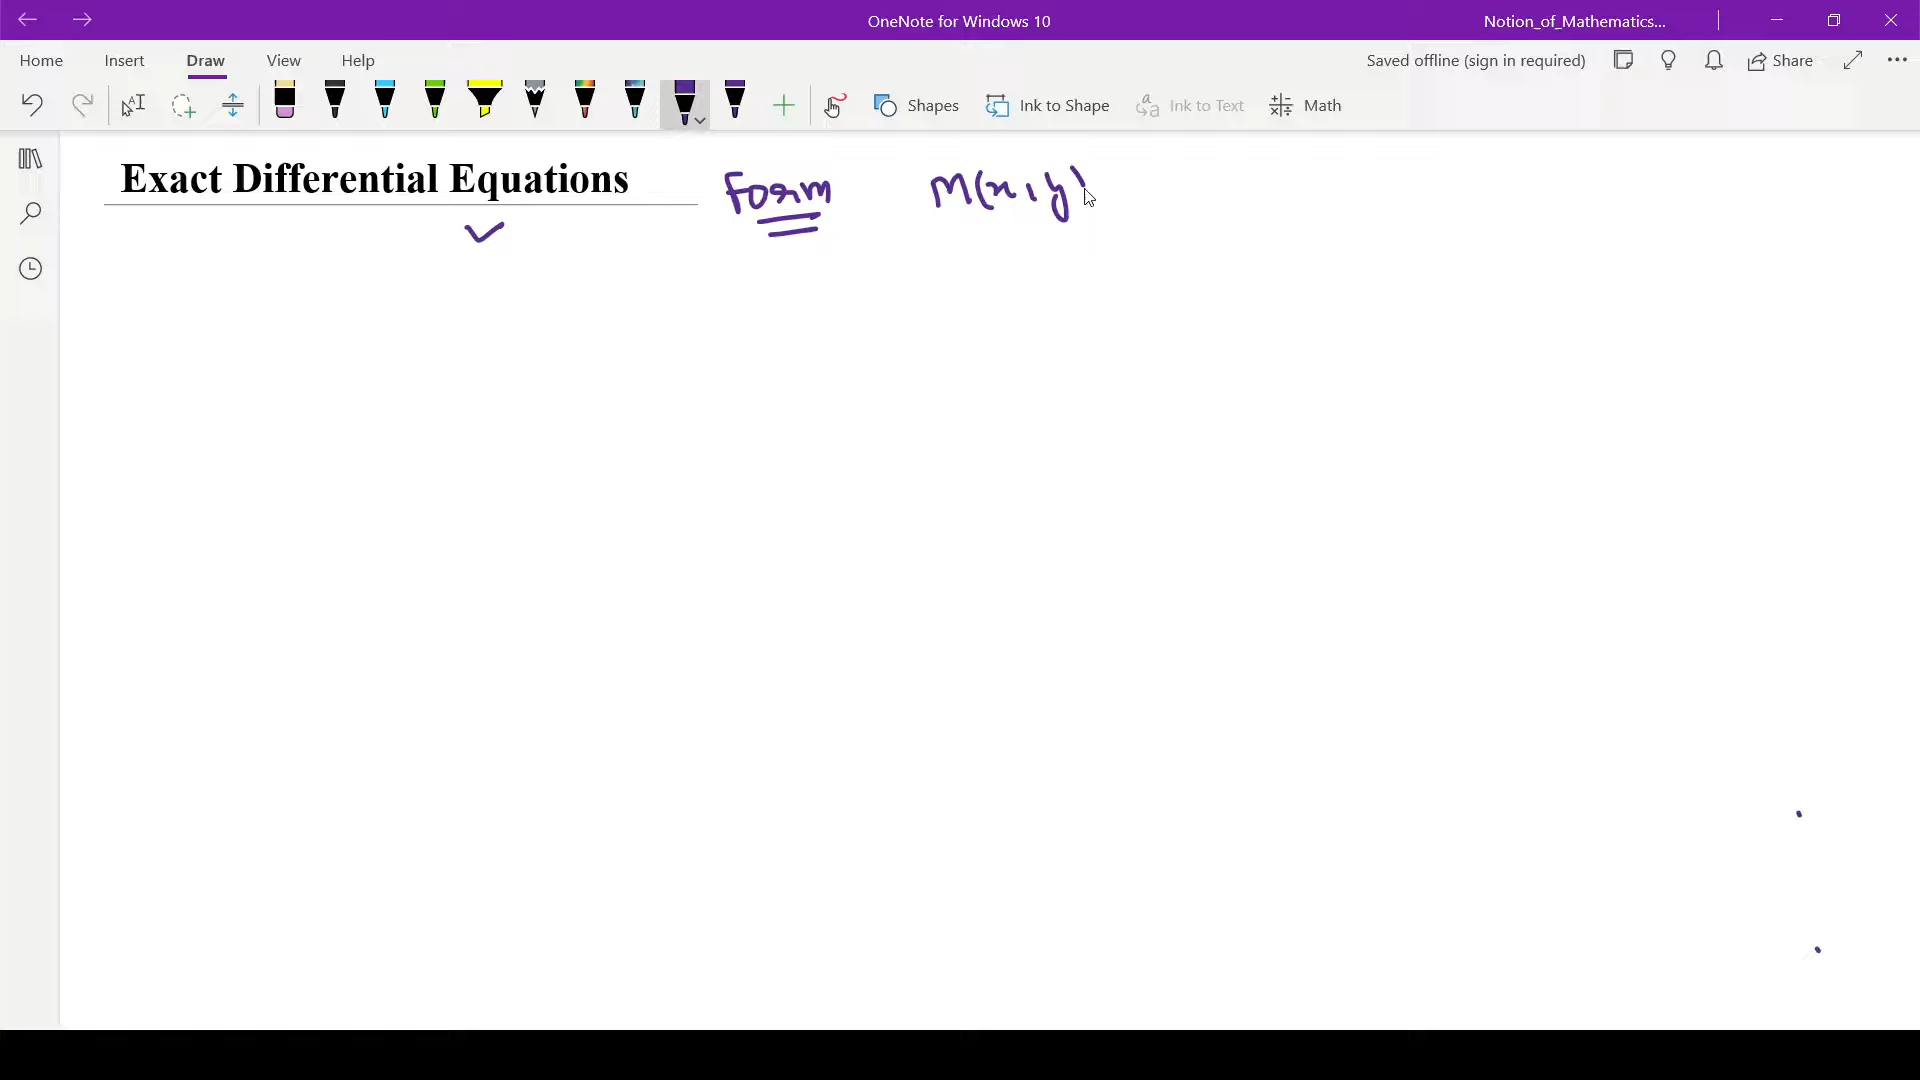 OneNote for Windows 10
Notion_of_Mathematics...
Home Insert Draw View Help
Saved offline (sign in required) Share
Shapes Ink to Shape Ink to Text Math
Exact Differential Equations Form M(x, y)